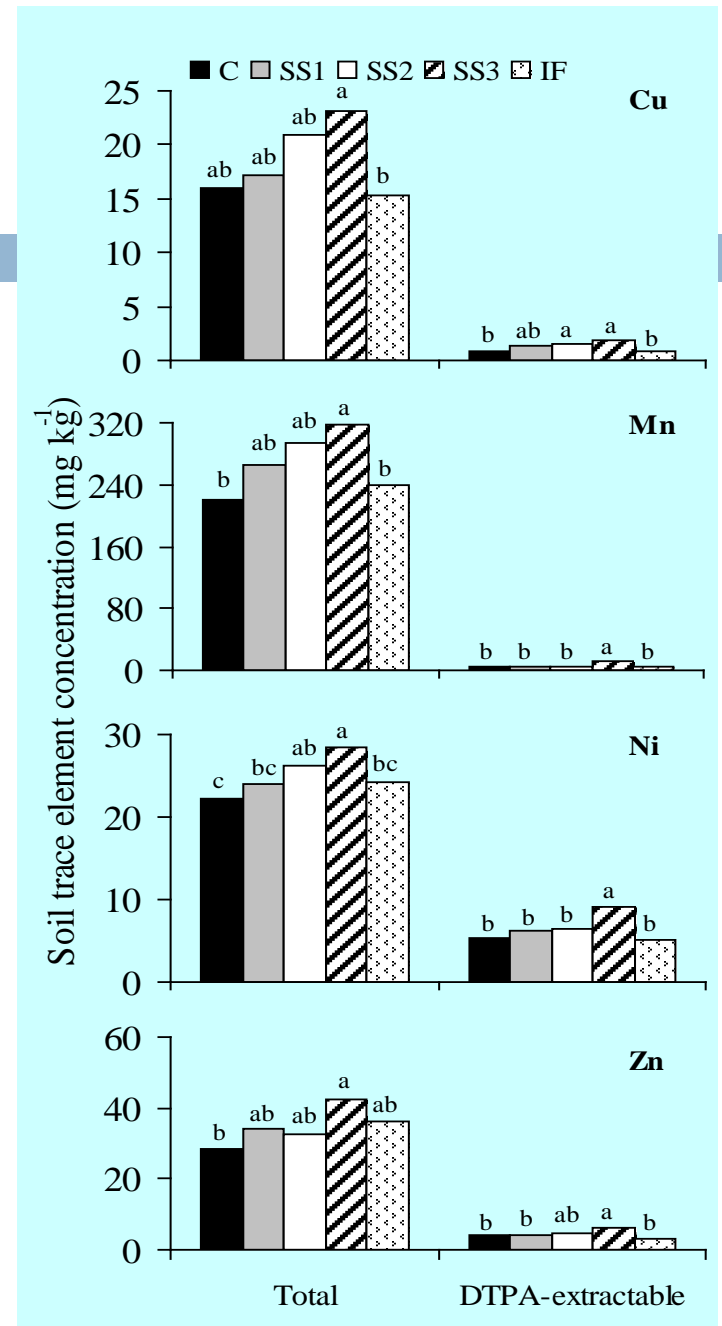 C SS1 SS2 SS3 IF
Cu
25
20
15
10
5
0
ab ab ab a b
b ab a a b
Soil trace element concentration (mg kg-1)
Mn
320
240
160
80
0
b ab ab a b
b b b a b
Ni
30
20
10
0
c bc ab a bc
b b b a b
Zn
60
40
20
0
b ab ab a ab
b b ab a b
Total DTPA-extractable